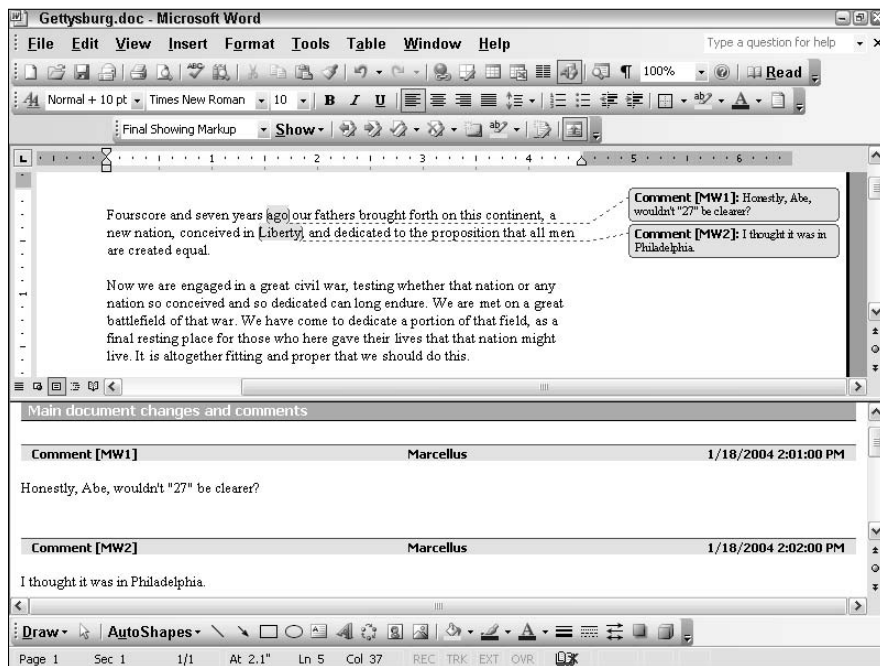 Gettysburg.doc - Microsoft Word
File Edit View Insert Format Tools Table Window Help Type a question for help
100% Read
Normal + 10 pt Times New Roman 10 B I U
Final Showing Markup Show
1 2 3 4 5 6
Fourscore and seven years ago our fathers brought forth on this continent, a
new nation, conceived in Liberty, and dedicated to the proposition that all men
are created equal.
Comment [MW1]: Honestly, Abe,
wouldn't "27" be clearer?
Comment [MW2]: I thought it was in
Philadelphia.
Now we are engaged in a great civil war, testing whether that nation or any
nation so conceived and so dedicated can long endure. We are met on a great
battlefield of that war. We have come to dedicate a portion of that field, as a
final resting place for those who here gave their lives that that nation might
live. It is altogether fitting and proper that we should do this.
Main document changes and comments
Comment [MW1] Marcellus 1/18/2004 2:01:00 PM
Honestly, Abe, wouldn't "27" be clearer?
Comment [MW2] Marcellus 1/18/2004 2:02:00 PM
I thought it was in Philadelphia.
Draw AutoShapes
Page 1 Sec 1 1/1 At 2.1" Ln 5 Col 37 REC TRK EXT OVR